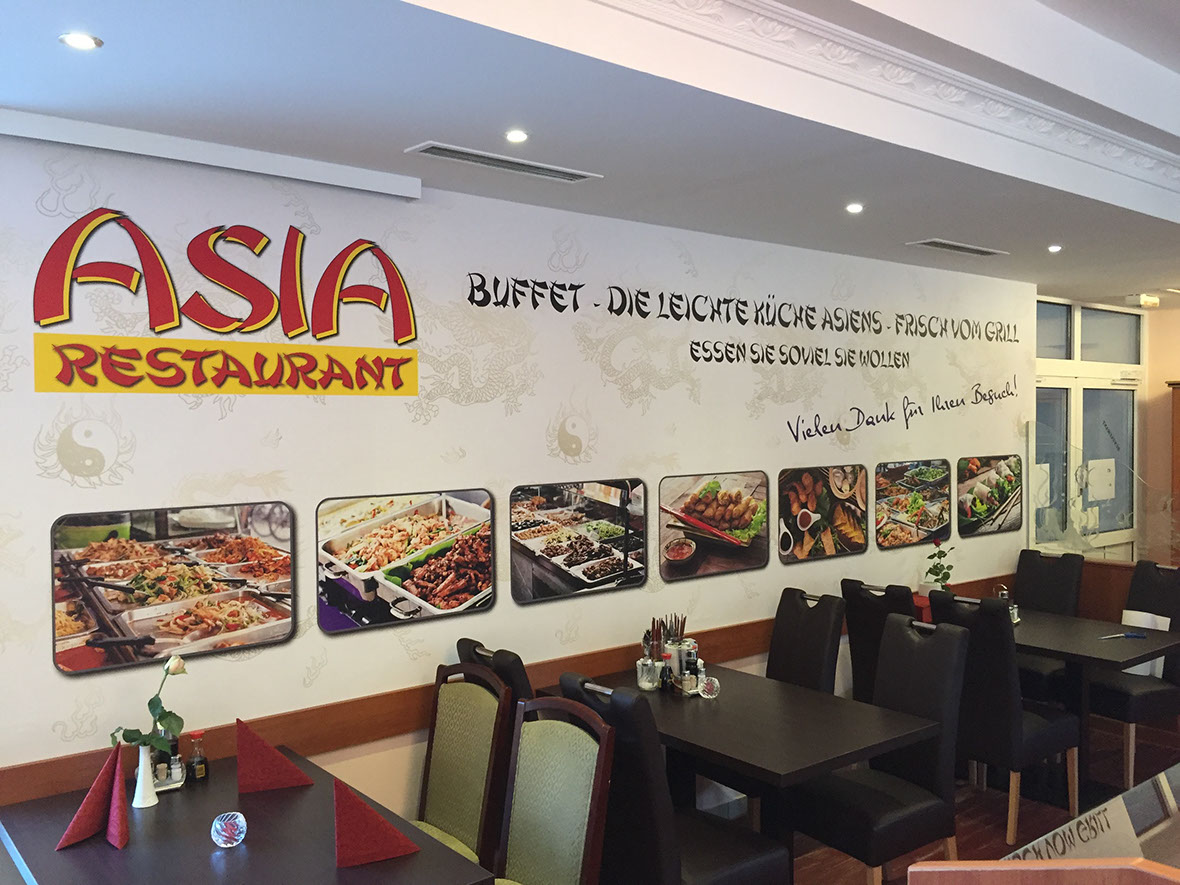 ASIA
RESTAURANT
BUFFET - DIE LEICHTE KÜCHE ASIENS - FRISCH VOM GRILL
ESSEN SIE SOVIEL SIE WOLLEN
Vielen Dank für Ihren Besuch!